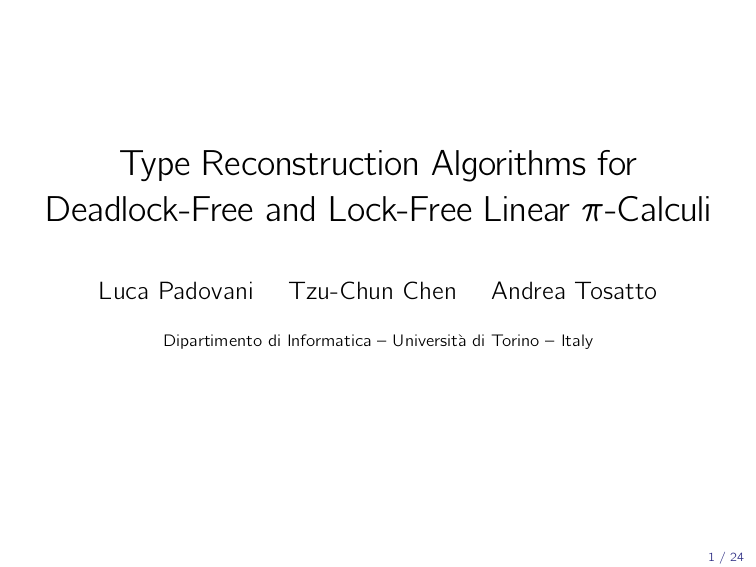 Type Reconstruction Algorithms for
Deadlock-Free and Lock-Free Linear π-Calculi
Luca Padovani Tzu-Chun Chen Andrea Tosatto
Dipartimento di Informatica – Università di Torino – Italy
1 / 24